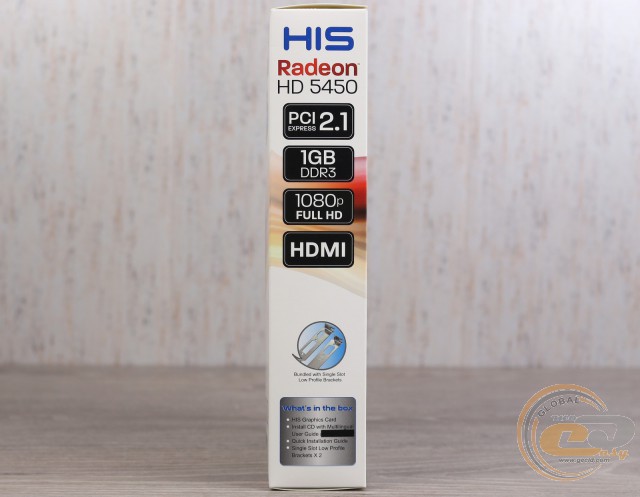 HIS
Radeon
HD 5450
PCI
EXPRESS 2.1
1GB
DDR3
1080p
FULL HD
HDMI
Bundled with Single Slot
Low Profile Brackets
What's in the box
HIS Graphics Card
Install CD with Multilingual
User Guide
Quick Installation Guide
Single Slot Low Profile
Brackets X 2
GLOBAL
www.gecid.com